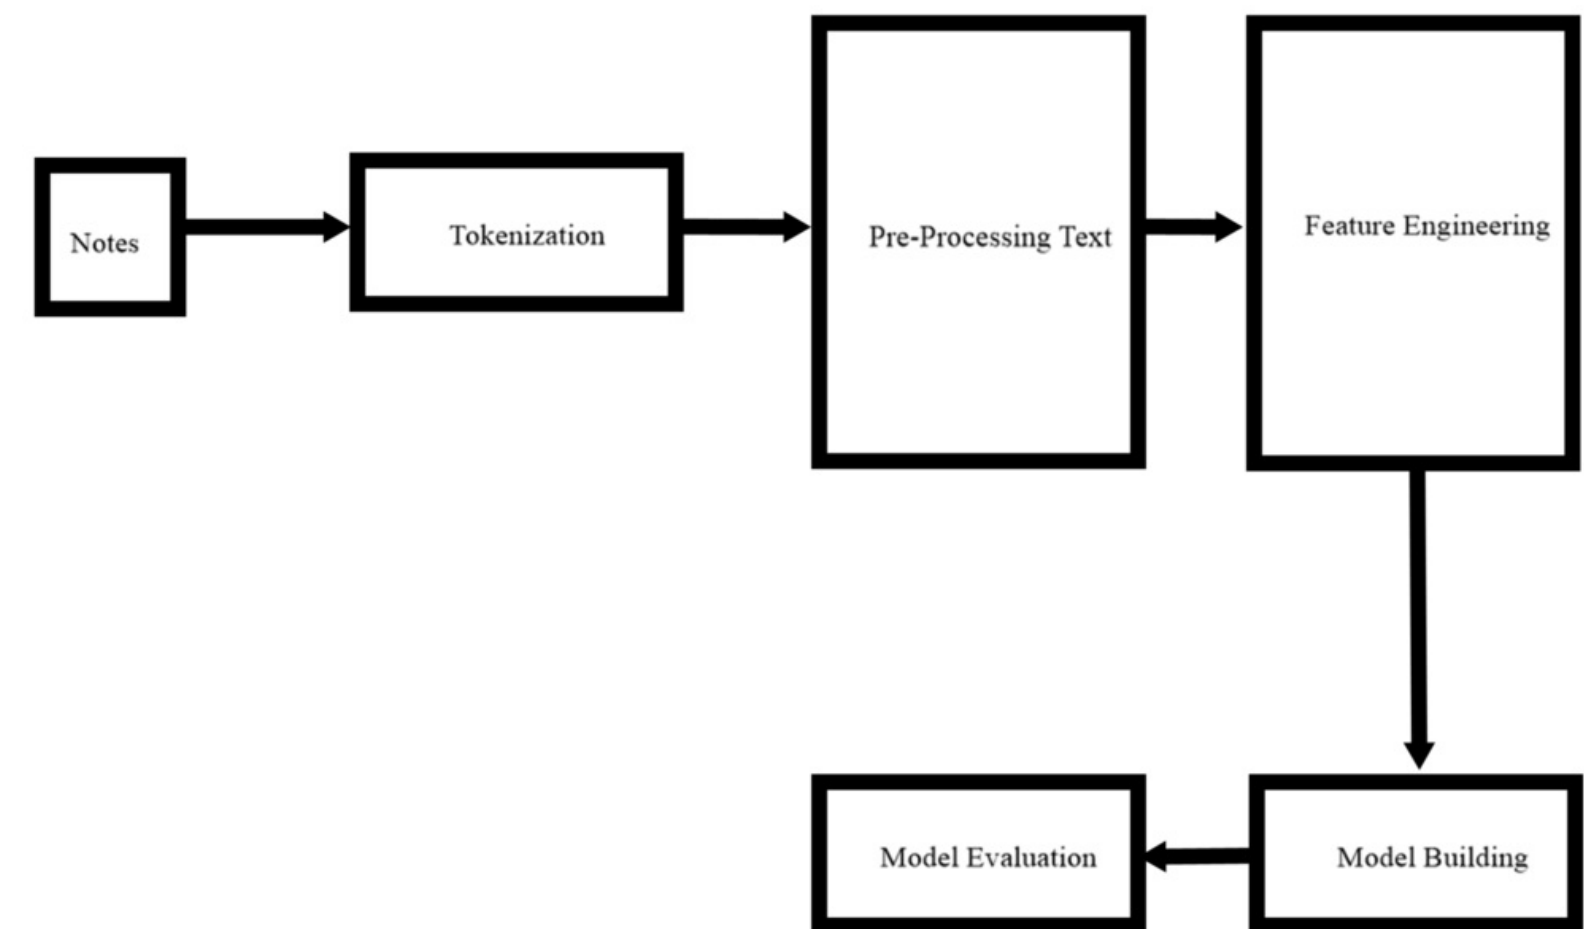 Notes
Tokenization
Pre-Processing Text
Feature Engineering
Model Building
Model Evaluation